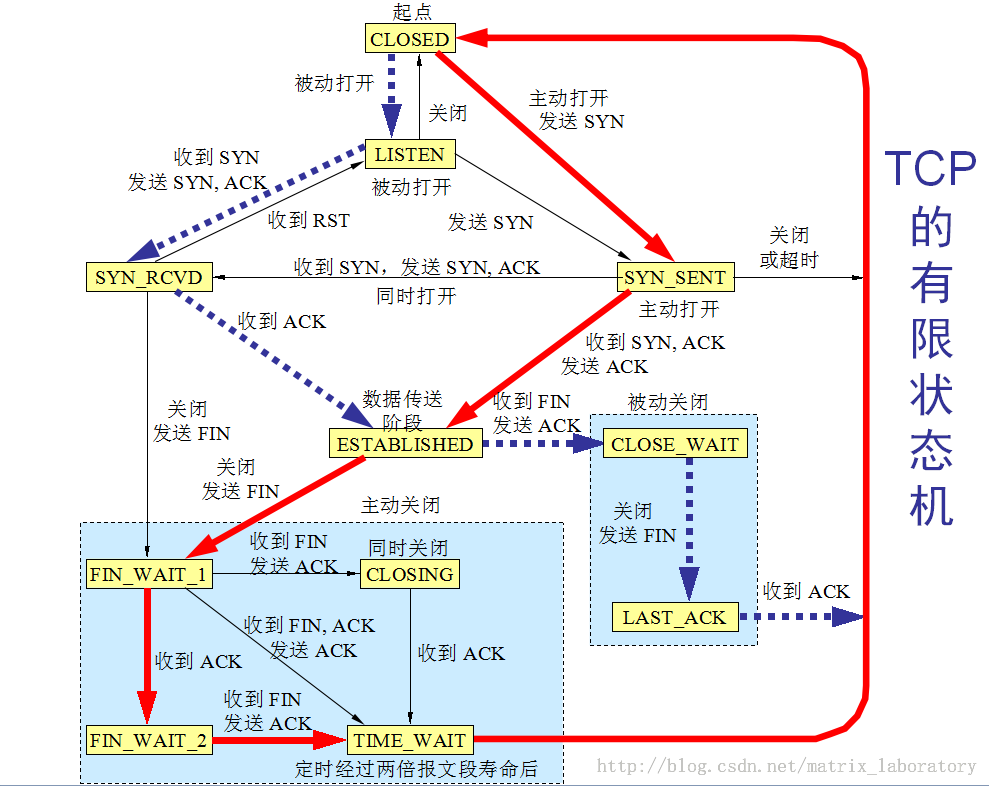 起点
CLOSED
被动打开
关闭
主动打开
发送 SYN
LISTEN
被动打开
收到 SYN
发送 SYN, ACK
收到 RST
发送 SYN
关闭
或超时
SYN_RCVD
收到 SYN，发送 SYN, ACK
同时打开
SYN_SENT
主动打开
收到 ACK
收到 SYN, ACK
发送 ACK
关闭
发送 FIN
数据传送
阶段
ESTABLISHED
收到 FIN
发送 ACK
被动关闭
CLOSE_WAIT
关闭
发送 FIN
关闭
发送 FIN
LAST_ACK
收到 ACK
主动关闭
FIN_WAIT_1
收到 FIN
发送 ACK
同时关闭
CLOSING
收到 FIN, ACK
发送 ACK
收到 ACK
收到 ACK
收到 FIN
发送 ACK
FIN_WAIT_2
TIME_WAIT
定时经过两倍报文段寿命后
TCP
的
有
限
状
态
机
http://blog.csdn.net/matrix_laboratory